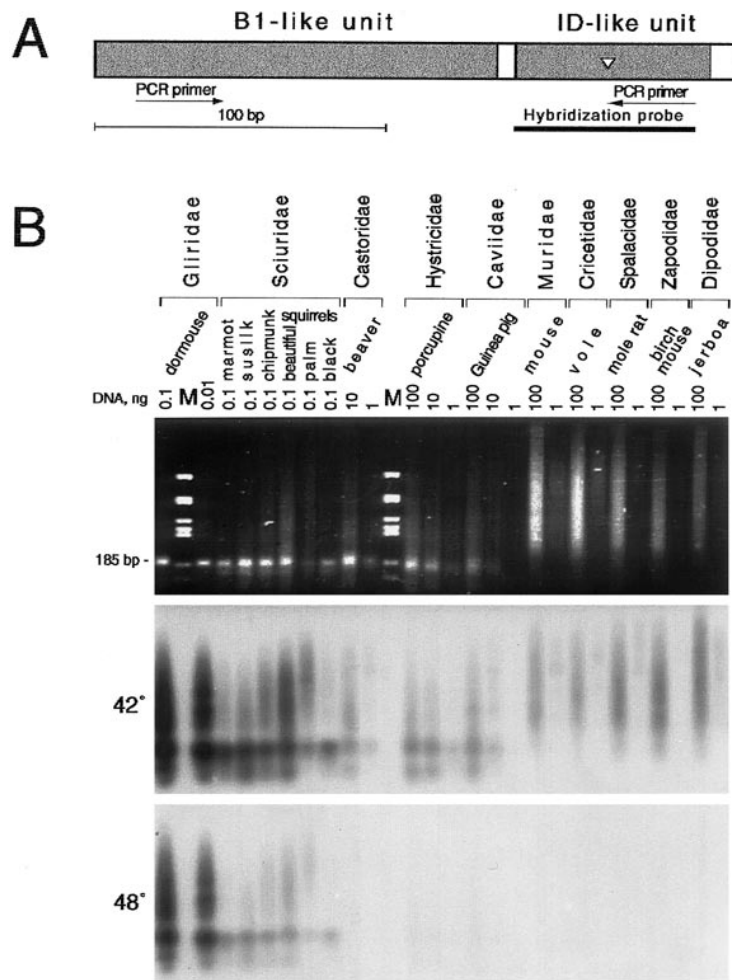 A
B1-like unit
ID-like unit
PCR primer
PCR primer
100 bp
Hybridization probe
B
Gliridae
Sciuridae
Castoridae
Hystricidae
Caviidae
Muridae
Cricetidae
Spalacidae
Zapodidae
Dipodidae
dormouse
marmot
suslik
chipmunk
beautiful
squirrels
palm
black
beaver
porcupine
Guinea pig
mouse
vole
mole rat
birch mouse
jerboa
DNA, ng 0.1 M 0.01 0.1 0.1 0.1 0.1 0.1 0.1 10 1 M 100 10 1 100 10 1 100 1 100 1 100 1 100 1 100 1
185 bp -
42°
48°